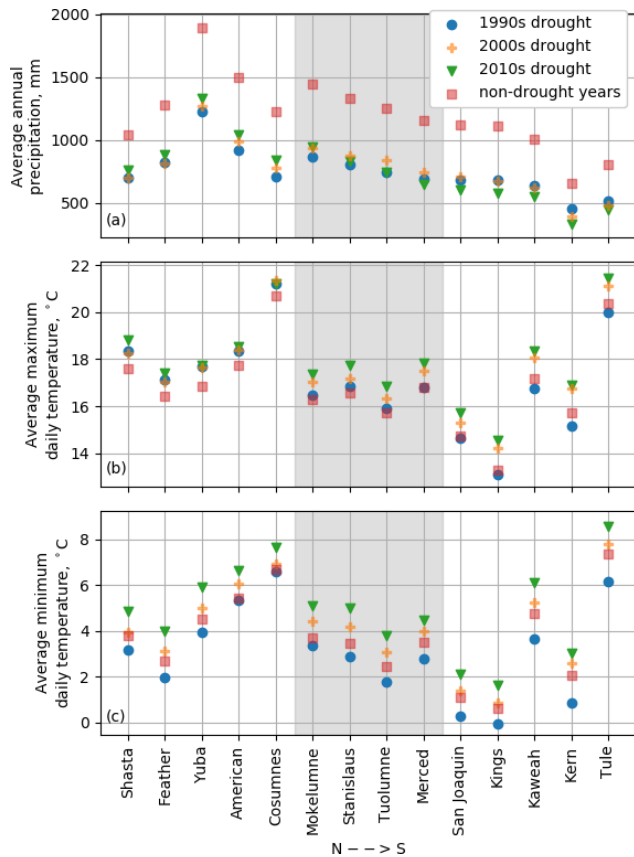 2000
1500
1000
500
Average annual
precipitation, mm
(a)
1990s drought
2000s drought
2010s drought
non-drought years
22
20
18
16
14
Average maximum
daily temperature, °C
(b)
8
6
4
2
0
Average minimum
daily temperature, °C
(c)
Shasta
Feather
Yuba
American
Cosumnes
Mokelumne
Stanislaus
Tuolumne
Merced
San Joaquin
Kings
Kaweah
Kern
Tule
N −−> S